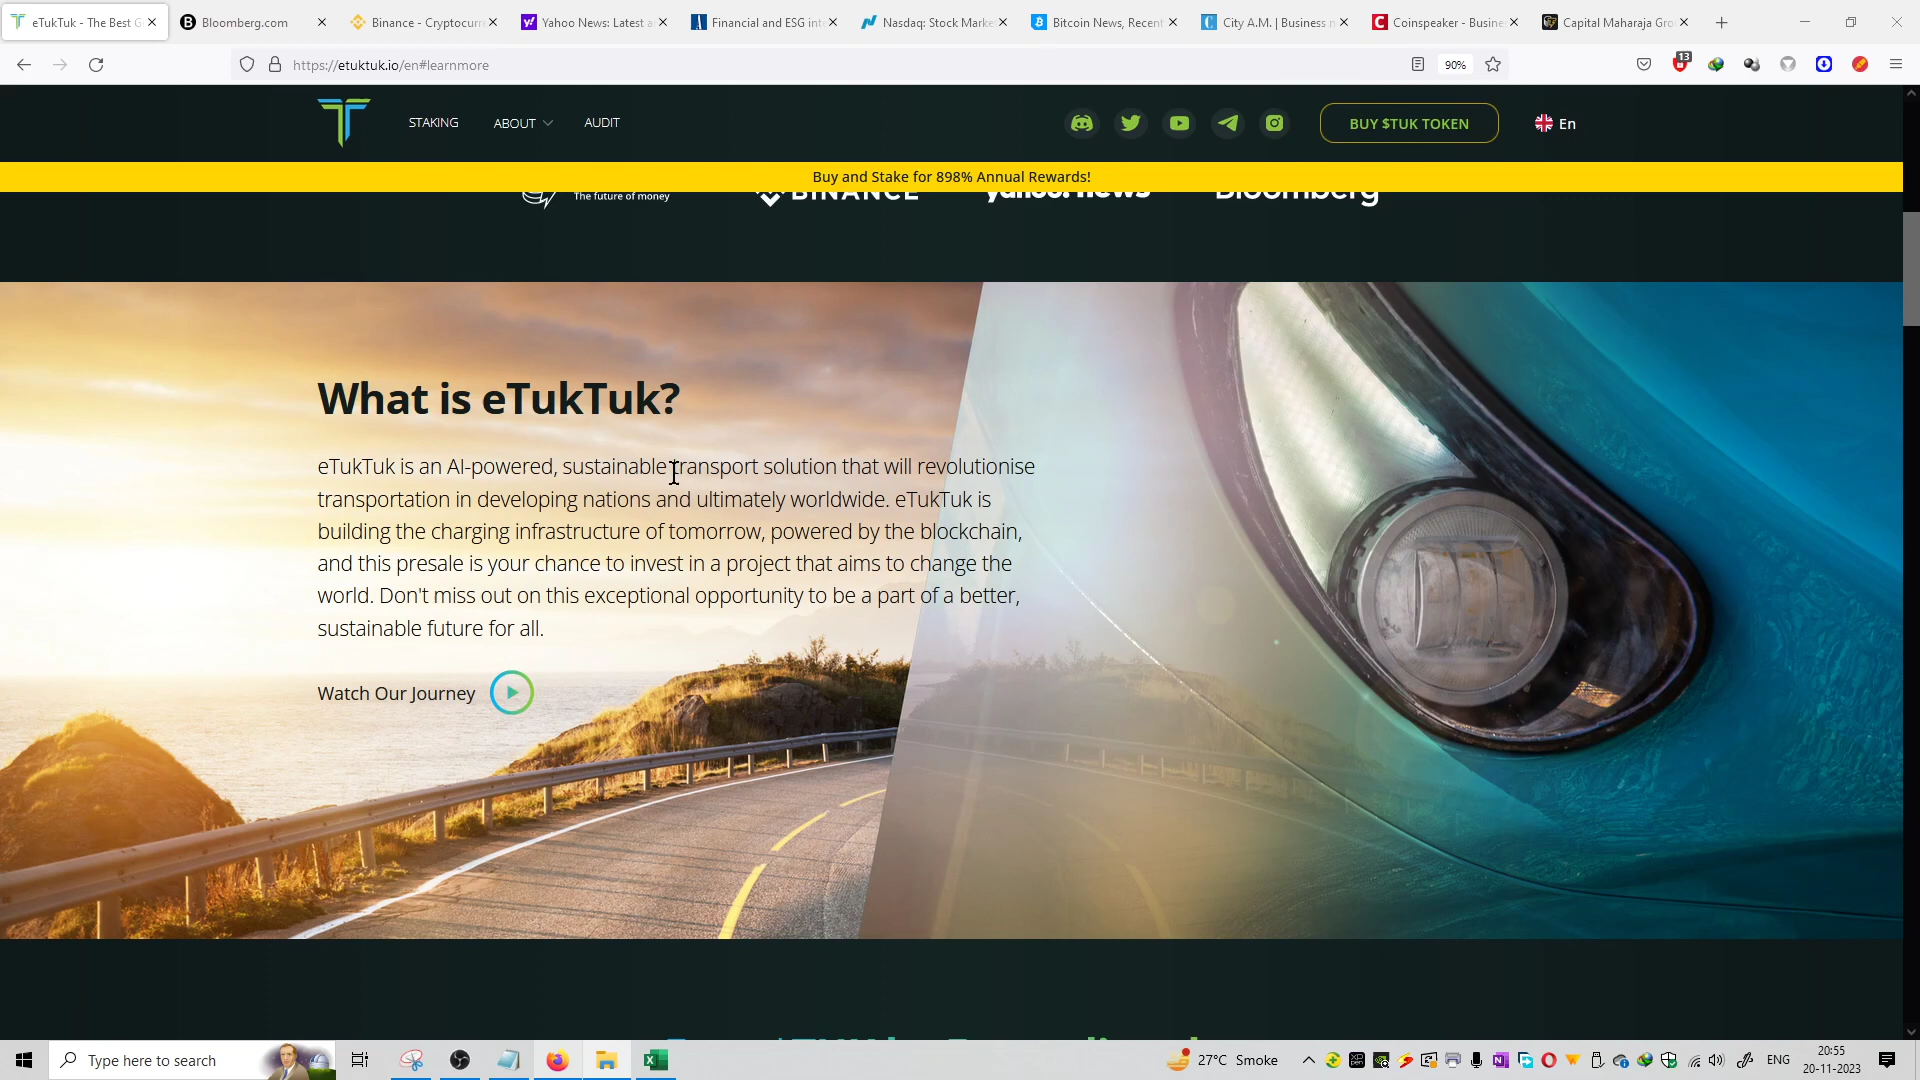 eTukTuk - The Best G
Bloomberg.com
Binance - Cryptocurr
Yahoo News: Latest a
Financial and ESG int
Nasdaq: Stock Marke
Bitcoin News, Recent
City A.M. | Business n
Coinspeaker - Busine
Capital Maharaja Gro
https://etuktuk.io/en#learnmore
90%
13
STAKING
ABOUT
AUDIT
BUY $TUK TOKEN
En
Buy and Stake for 898% Annual Rewards!
The future of money
BINANCE
yahoo! news
Bloomberg
What is eTukTuk?
eTukTuk is an AI-powered, sustainable transport solution that will revolutionise
transportation in developing nations and ultimately worldwide. eTukTuk is
building the charging infrastructure of tomorrow, powered by the blockchain,
and this presale is your chance to invest in a project that aims to change the
world. Don't miss out on this exceptional opportunity to be a part of a better,
sustainable future for all.
Watch Our Journey
Type here to search
27°C Smoke
ENG
20:55
20-11-2023